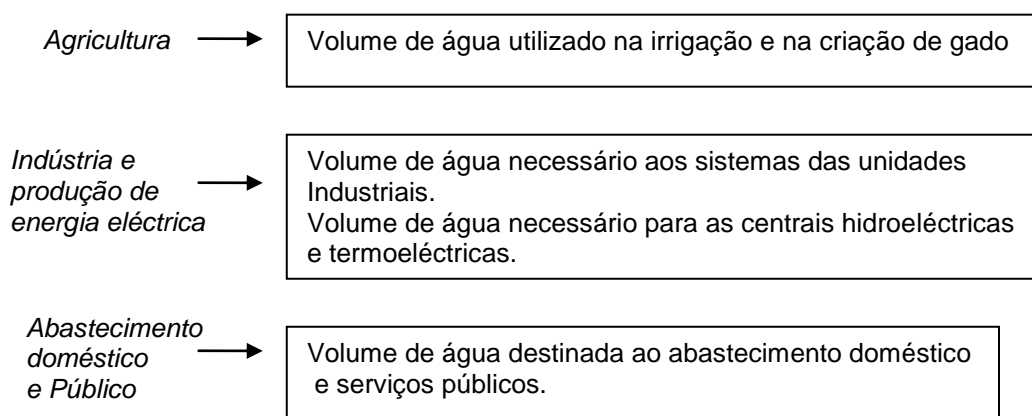 Agricultura
Volume de água utilizado na irrigação e na criação de gado
Indústria e
produção de
energia eléctrica
Volume de água necessário aos sistemas das unidades
Industriais.
Volume de água necessário para as centrais hidroeléctricas
e termoeléctricas.
Abastecimento
doméstico
e Público
Volume de água destinada ao abastecimento doméstico
e serviços públicos.